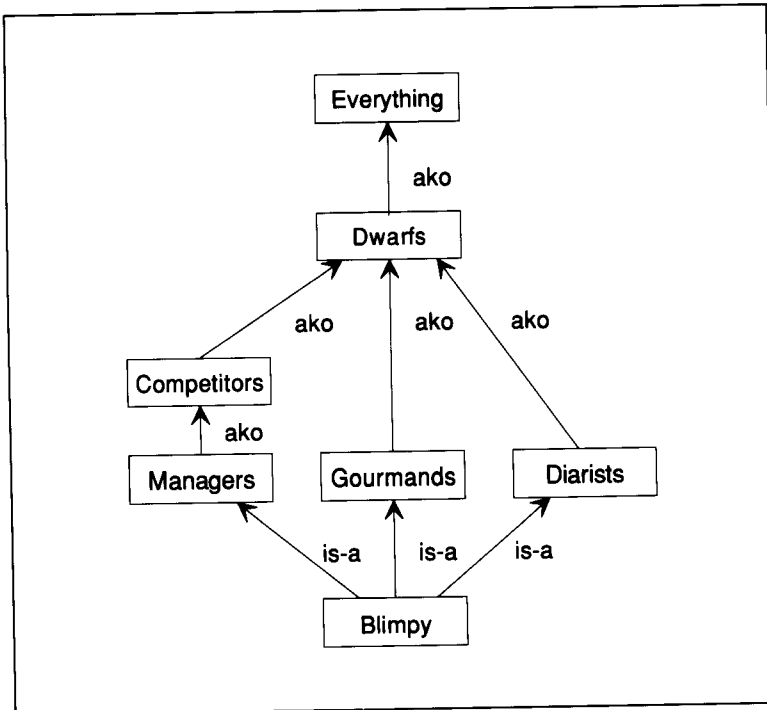 Everything
ako
Dwarfs
ako
ako
ako
Competitors
ako
Managers
Gourmands
Diarists
is-a
is-a
is-a
Blimpy